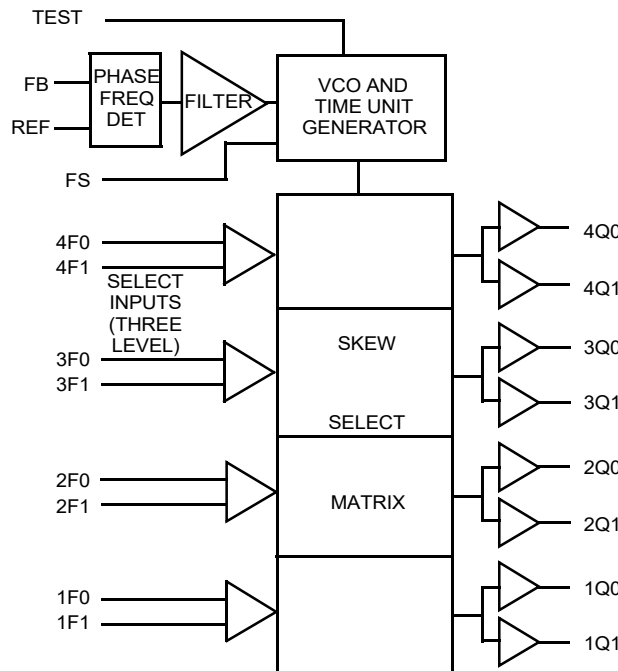 TEST
FB
REF
PHASE
FREQ
DET
FILTER
VCO AND
TIME UNIT
GENERATOR
FS
4F0
4F1
SELECT
INPUTS
(THREE
LEVEL)
3F0
3F1
2F0
2F1
1F0
1F1
SKEW
SELECT
MATRIX
4Q0
4Q1
3Q0
3Q1
2Q0
2Q1
1Q0
1Q1